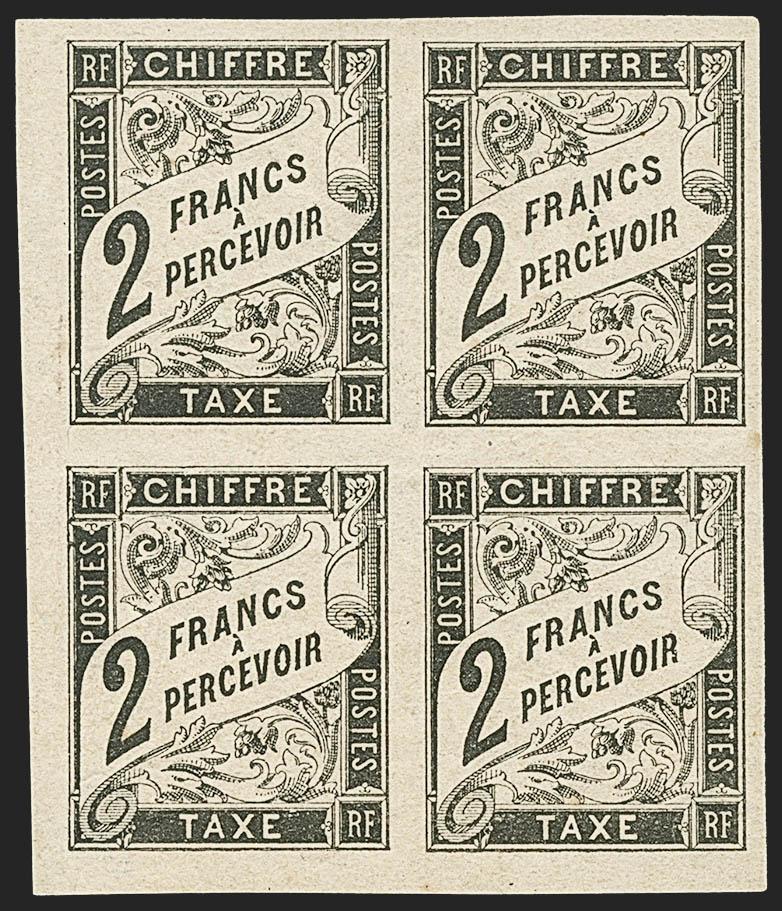 RF CHIFFRE
POSTES
2 FRANCS
À
PERCEVOIR
POSTES
TAXE RF
RF CHIFFRE
POSTES
2 FRANCS
À
PERCEVOIR
POSTES
TAXE RF
RF CHIFFRE
POSTES
2 FRANCS
À
PERCEVOIR
POSTES
TAXE RF
RF CHIFFRE
POSTES
2 FRANCS
À
PERCEVOIR
POSTES
TAXE RF